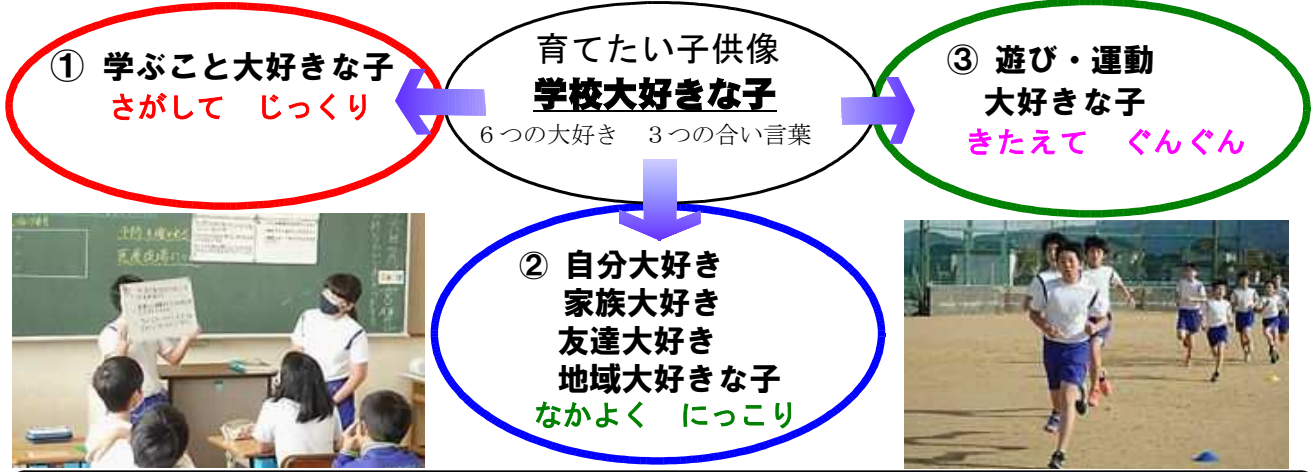 育てたい子供像
学校大好きな子
6つの大好き 3つの合い言葉
① 学ぶこと大好きな子
さがして じっくり
② 自分大好き
家族大好き
友達大好き
地域大好きな子
なかよく にっこり
③ 遊び・運動
大好きな子
きたえて ぐんぐん